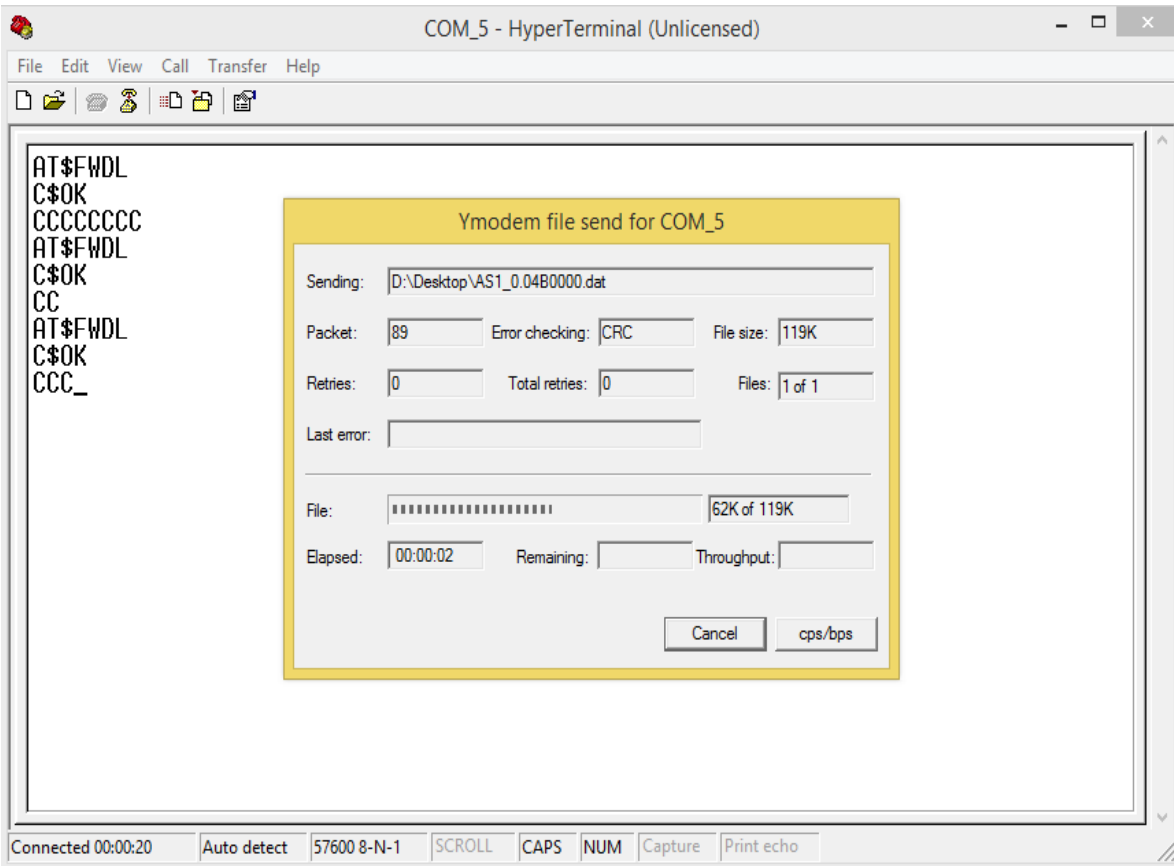 COM_5 - HyperTerminal (Unlicensed)
File Edit View Call Transfer Help
AT$FWDL
C$OK
CCCCCCCC
AT$FWDL
C$OK
CC
AT$FWDL
C$OK
CCC_
Ymodem file send for COM_5
Sending: D:\Desktop\AS1_0.04B0000.dat
Packet: 89 Error checking: CRC File size: 119K
Retries: 0 Total retries: 0 Files: 1 of 1
Last error:
File: 62K of 119K
Elapsed: 00:00:02 Remaining: Throughput:
Cancel cps/bps
Connected 00:00:20 Auto detect 57600 8-N-1 SCROLL CAPS NUM Capture Print echo